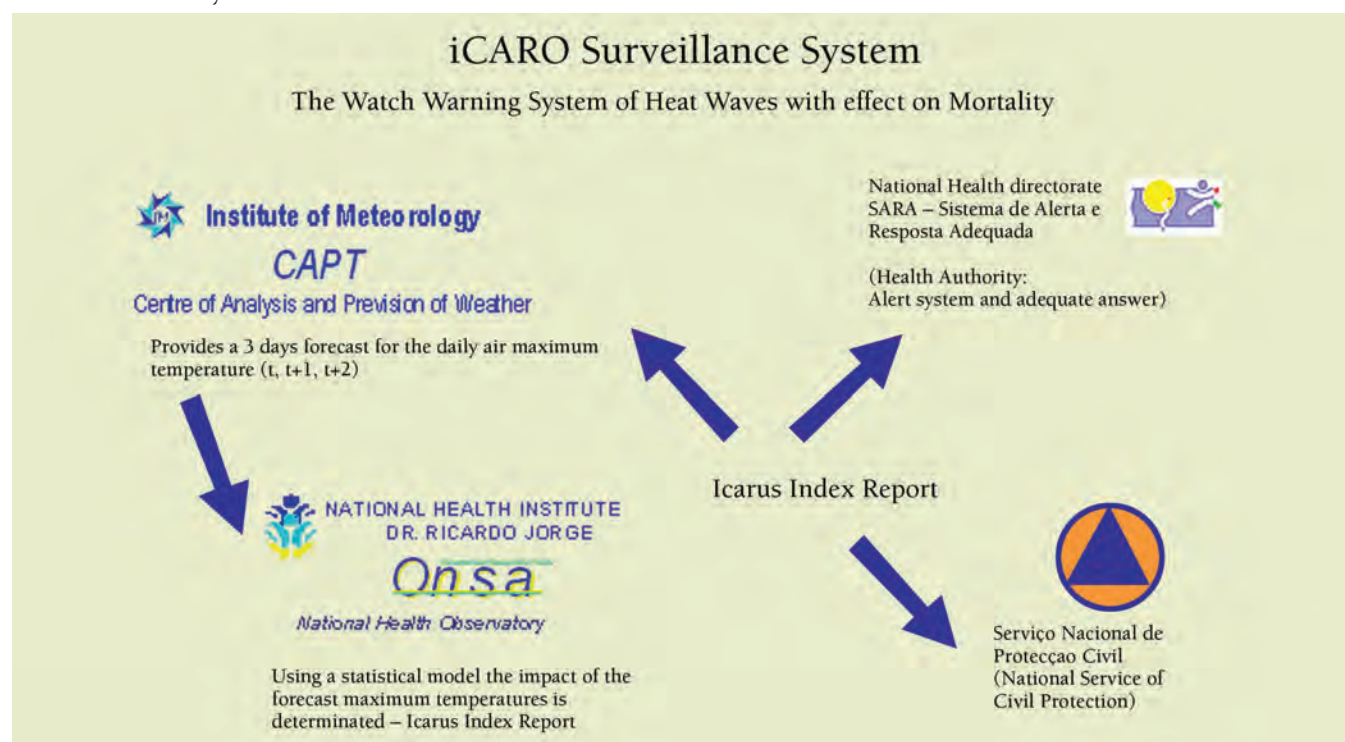 iCARO Surveillance System
The Watch Warning System of Heat Waves with effect on Mortality
IM
Institute of Meteorology
CAPT
Centre of Analysis and Prevision of Weather
Provides a 3 days forecast for the daily air maximum
temperature (t, t+1, t+2)
National Health directorate
SARA – Sistema de Alerta e
Resposta Adequada
(Health Authority:
Alert system and adequate answer)
Icarus Index Report
NATIONAL HEALTH INSTITUTE
DR. RICARDO JORGE
Onsa
National Health Observatory
Using a statistical model the impact of the
forecast maximum temperatures is
determinated – Icarus Index Report
Serviço Nacional de
Protecçao Civil
(National Service of
Civil Protection)